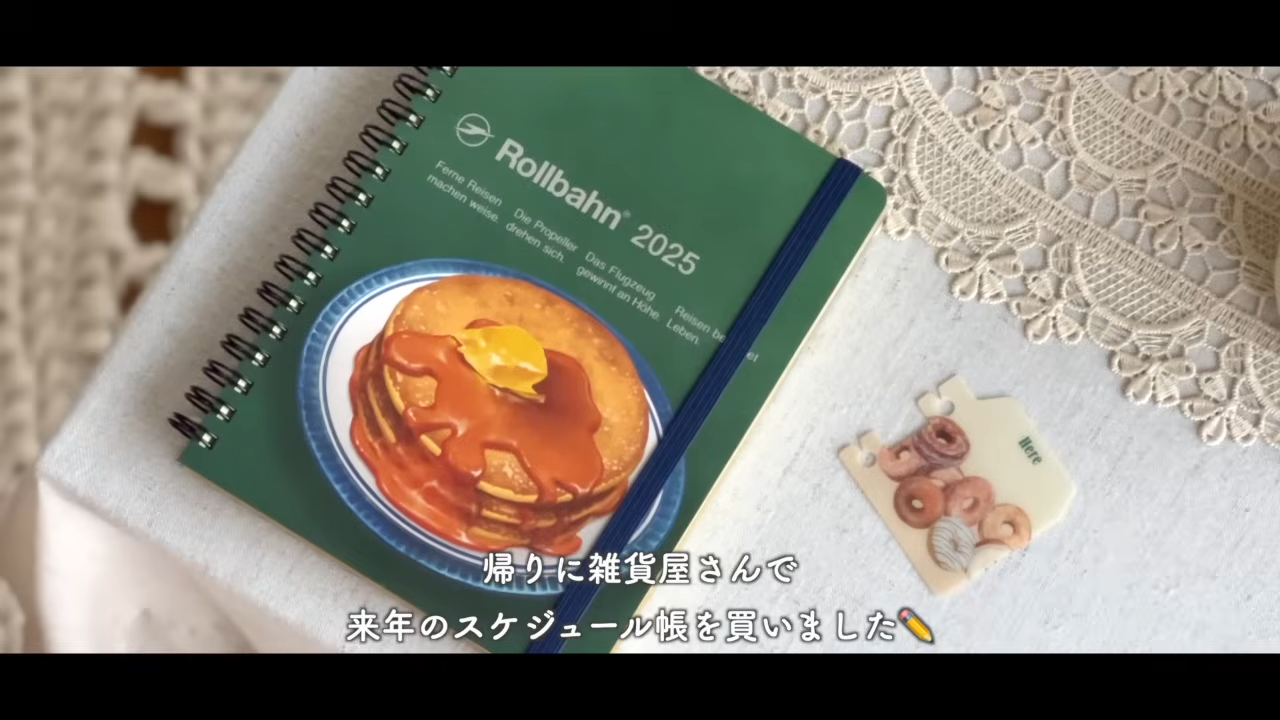 Rollbahn® 2025
Ferne Reisen
machen weise.
Die Propeller
drehen sich.
Das Flugzeug
gewinnt an Höhe.
Leben.
Here
帰りに雑貨屋さんで
来年のスケジュール帳を買いました✏️